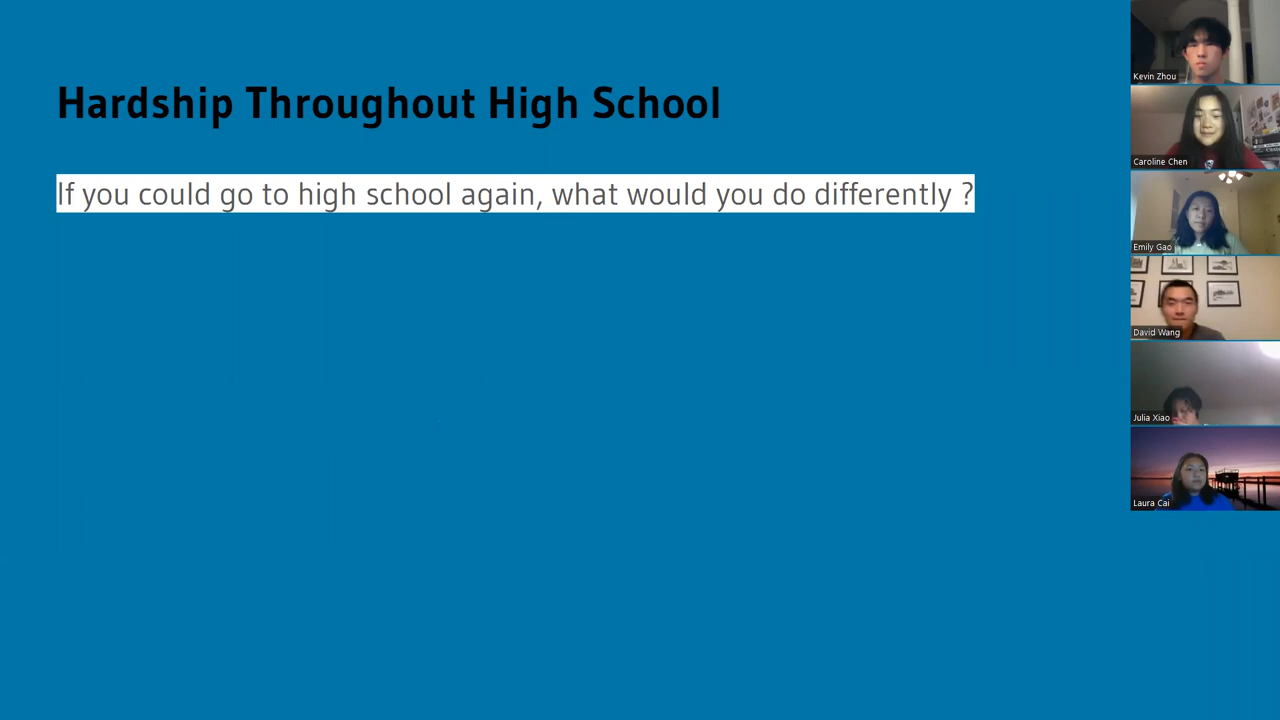 Hardship Throughout High School
If you could go to high school again, what would you do differently ?
Kevin Zhou
Caroline Chen
Emily Gao
David Wang
Julia Xiao
Laura Cai